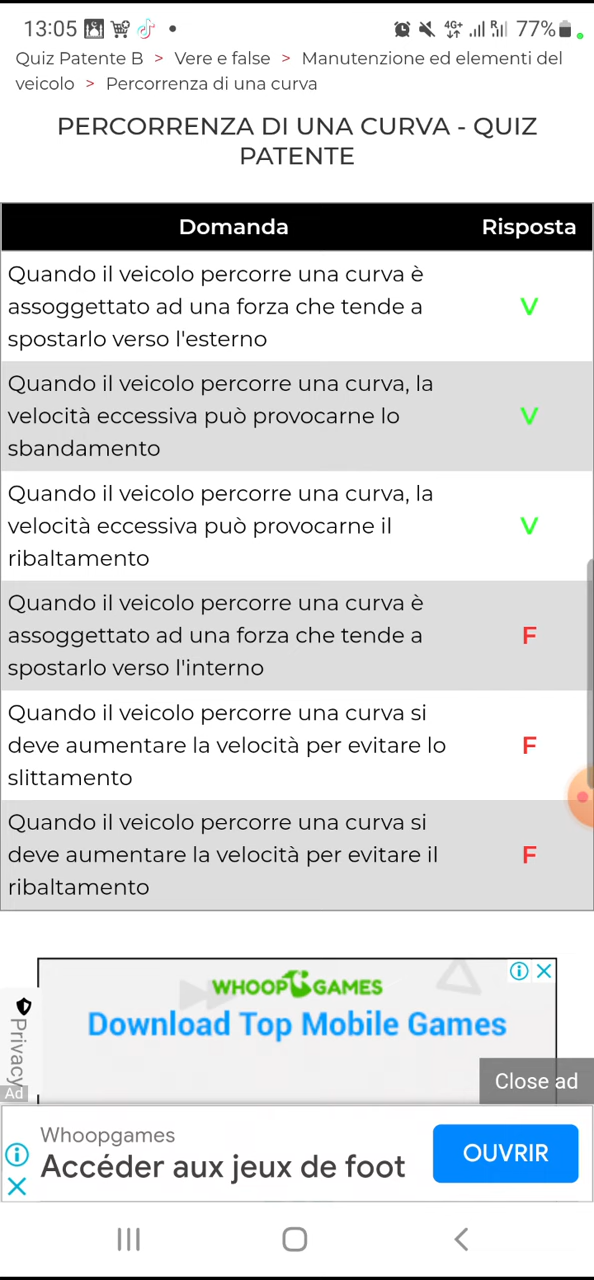 13:05 4G+ R 77%
Quiz Patente B > Vere e false > Manutenzione ed elementi del
veicolo > Percorrenza di una curva
PERCORRENZA DI UNA CURVA - QUIZ
PATENTE
Domanda Risposta
Quando il veicolo percorre una curva è
assoggettato ad una forza che tende a V
spostarlo verso l'esterno
Quando il veicolo percorre una curva, la
velocità eccessiva può provocarne lo V
sbandamento
Quando il veicolo percorre una curva, la
velocità eccessiva può provocarne il V
ribaltamento
Quando il veicolo percorre una curva è
assoggettato ad una forza che tende a F
spostarlo verso l'interno
Quando il veicolo percorre una curva si
deve aumentare la velocità per evitare lo F
slittamento
Quando il veicolo percorre una curva si
deve aumentare la velocità per evitare il F
ribaltamento
WHOOPGAMES
Download Top Mobile Games
Privacy
Ad
Close ad
Whoopgames
Accéder aux jeux de foot
OUVRIR